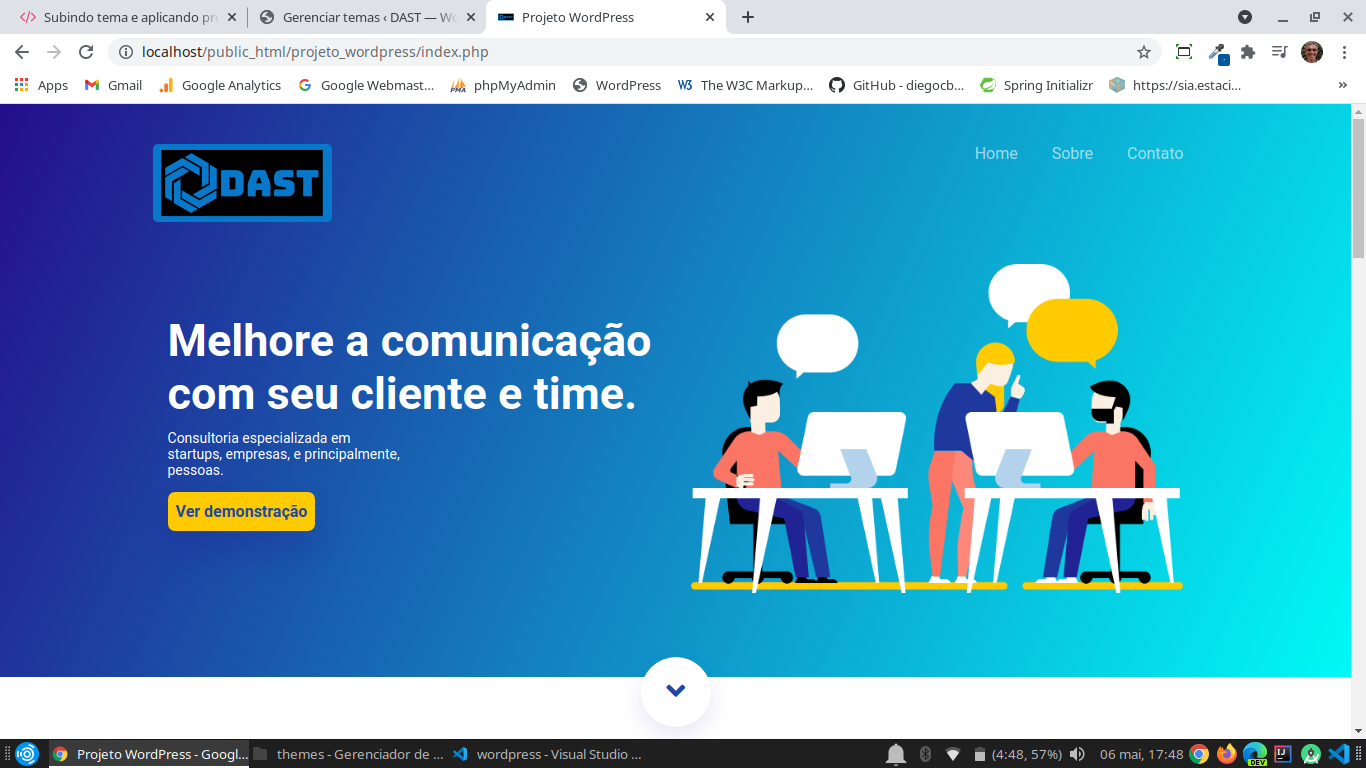 Subindo tema e aplicando pr
Gerenciar temas ‹ DAST — Wo
Projeto WordPress
localhost/public_html/projeto_wordpress/index.php
Apps
Gmail
Google Analytics
Google Webmast...
phpMyAdmin
WordPress
The W3C Markup...
GitHub - diegocb...
Spring Initializr
https://sia.estaci...
DAST
Home
Sobre
Contato
Melhore a comunicação
com seu cliente e time.
Consultoria especializada em
startups, empresas, e principalmente,
pessoas.
Ver demonstração
Projeto WordPress - Googl...
themes - Gerenciador de ...
wordpress - Visual Studio ...
(4:48, 57%)
06 mai, 17:48
DEV